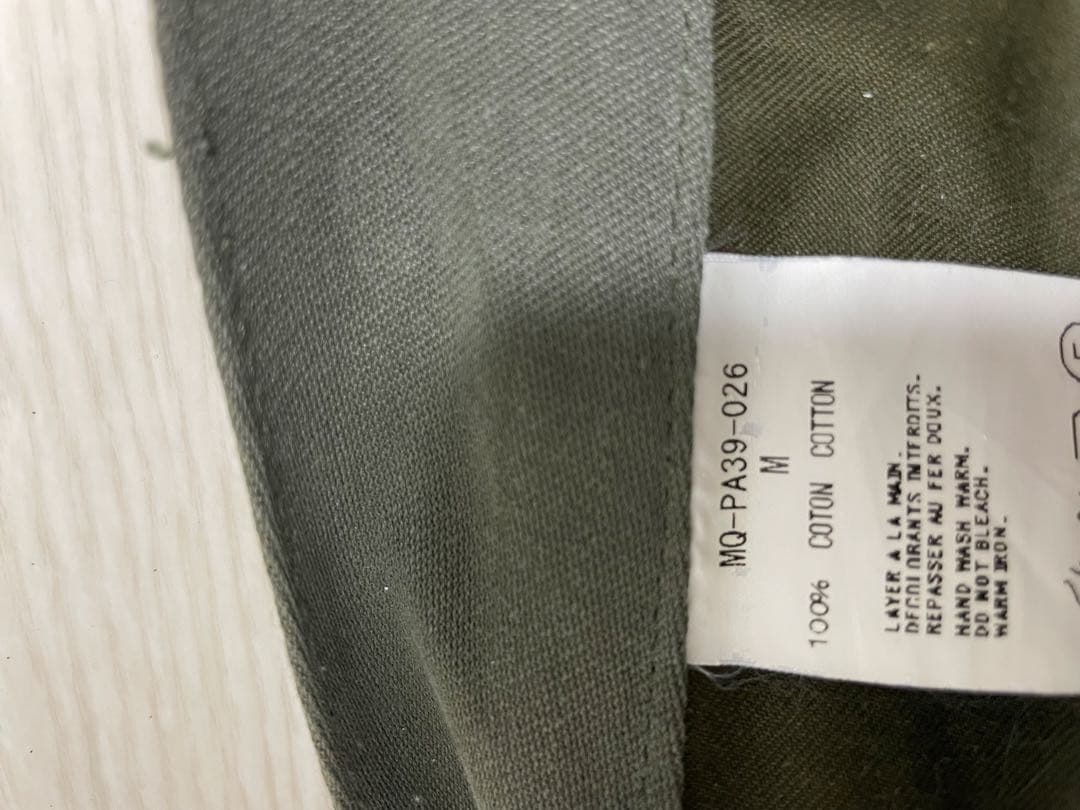 MQ-PA39-026
M
100% COTON COTTON
LAVER A LA MAIN.
DECOLORANTS INTERDITS.
REPASSER AU FER DOUX.
HAND WASH WARM.
DO NOT BLEACH.
WARM IRON.